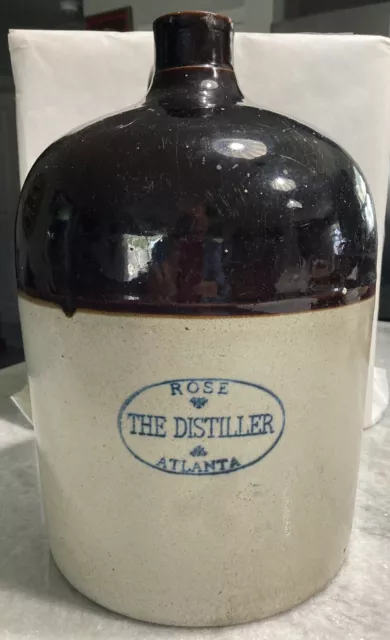 ROSE
THE DISTILLER
ATLANTA